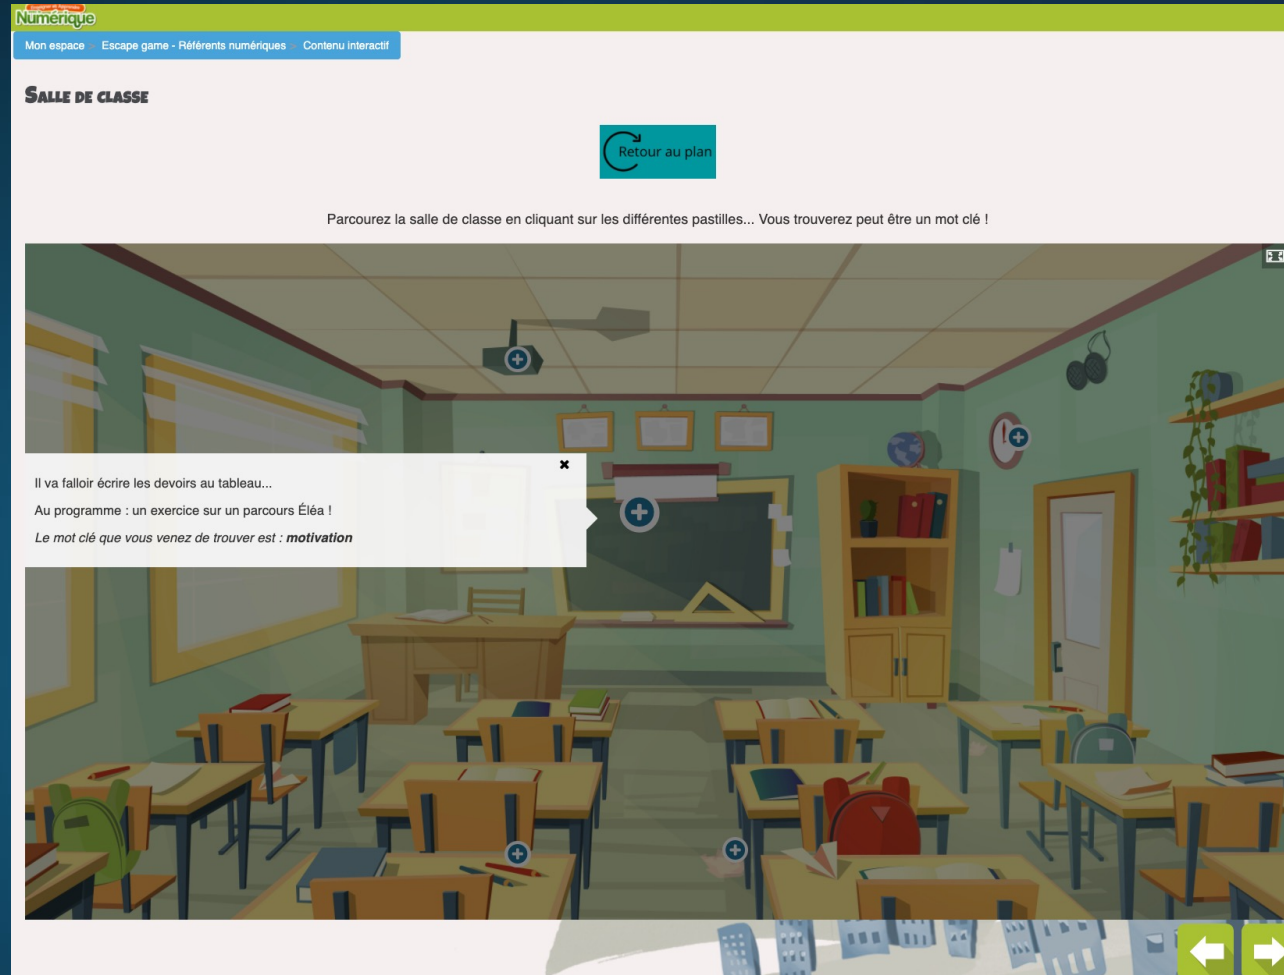 Enseigner et Apprendre
Numérique
Mon espace > Escape game - Référents numériques > Contenu interactif
SALLE DE CLASSE
Retour au plan
Parcourez la salle de classe en cliquant sur les différentes pastilles... Vous trouverez peut être un mot clé !
Il va falloir écrire les devoirs au tableau...
Au programme : un exercice sur un parcours Éléa !
Le mot clé que vous venez de trouver est : motivation